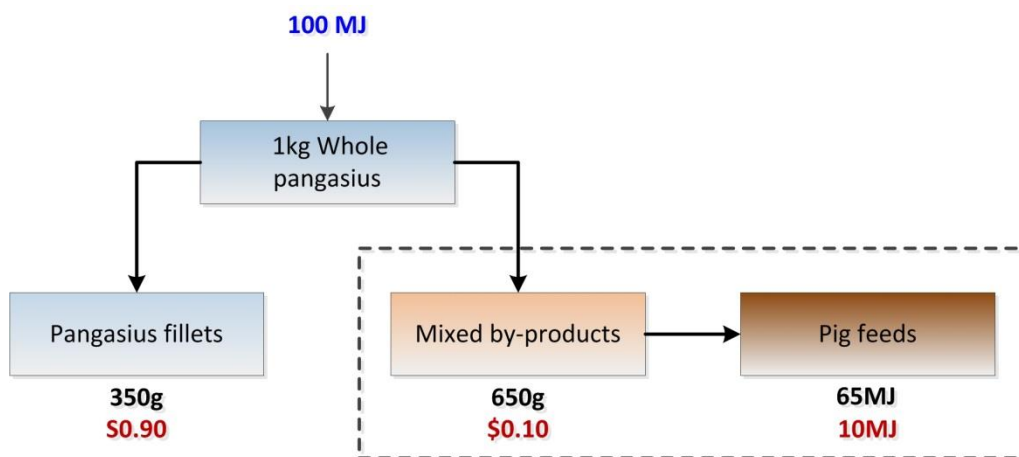 100 MJ
1kg Whole
pangasius
Pangasius fillets
350g
S0.90
Mixed by-products
650g
$0.10
Pig feeds
65MJ
10MJ